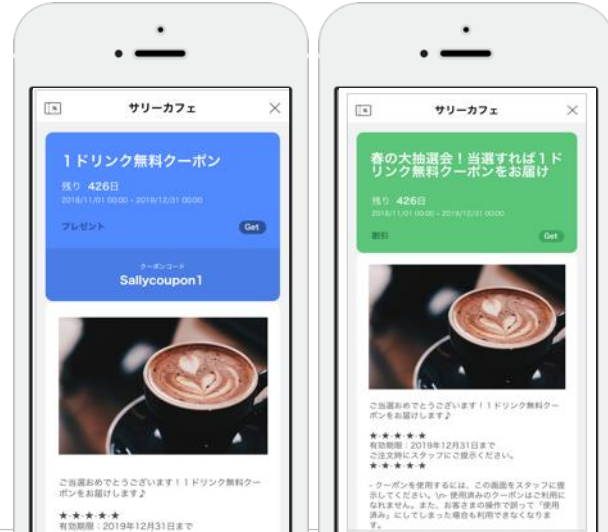 サリーカフェ
1ドリンク無料クーポン
残り 426日
2018/11/01 00:00 - 2019/12/31 00:00
プレゼント
Get
クーポンコード
Sallycoupon1
ご当選おめでとうございます!1ドリンク無料クー
ポンをお届けします♪
★·★·★·★·★
有効期限:2019年12月31日まで
サリーカフェ
春の大抽選会!当選すれば1ド
リンク無料クーポンをお届け
残り 426日
2018/11/01 00:00 - 2019/12/31 00:00
割引
Get
ご当選おめでとうございます!1ドリンク無料クー
ポンをお届けします♪
★·★·★·★·★
有効期限:2019年12月31日まで
ご注文時にスタッフにご提示ください。
★·★·★·★·★
- クーポンを使用するには、この画面をスタッフに提
示してください。\n- 使用済みのクーポンはご利用に
なれません。また、お客さまの操作で誤って「使用
済み」にしてしまった場合も利用できなくなりま
す。